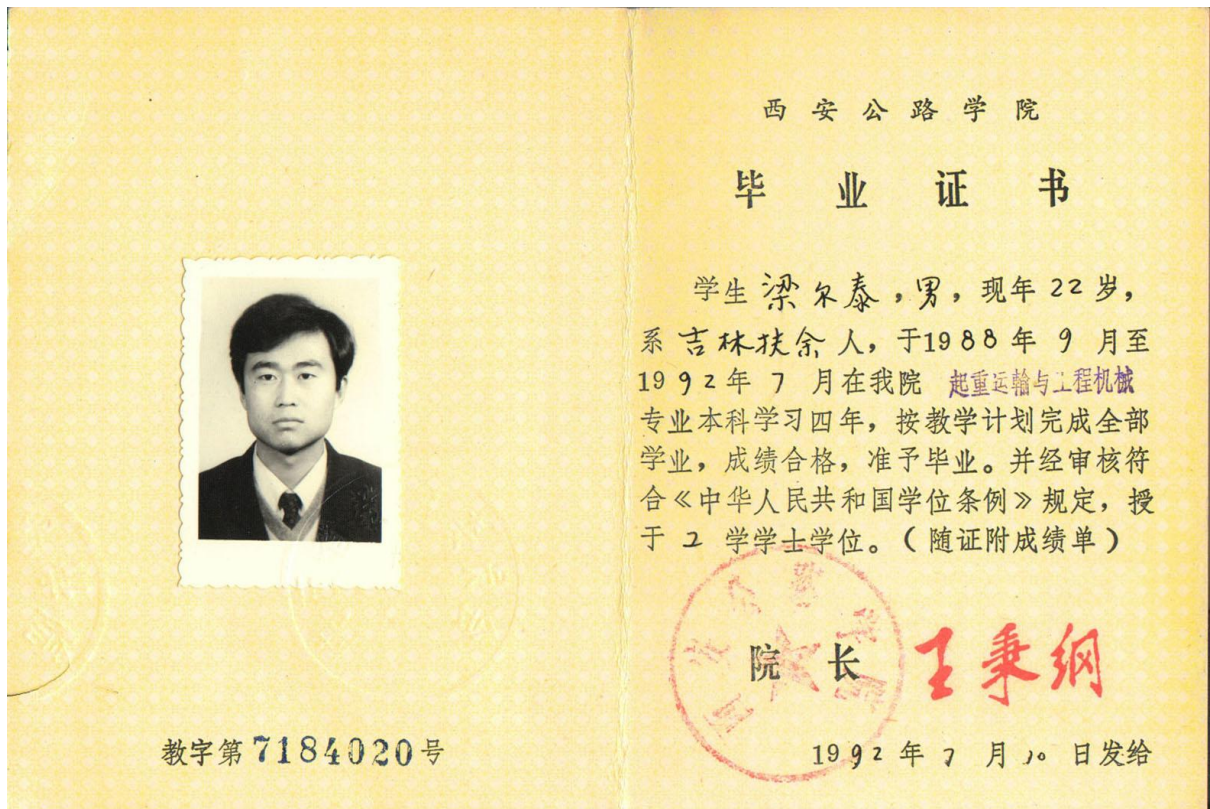 西安公路学院
毕业证书
学生梁尔泰，男，现年22岁，
系吉林扶余人，于1988年9月至
1992年7月在我院 起重运输与工程机械
专业本科学习四年，按教学计划完成全部
学业，成绩合格，准予毕业。并经审核符
合《中华人民共和国学位条例》规定，授
于 工 学学士学位。（随证附成绩单）
院长 王秉纲
1992年7月10日发给
教字第7184020号